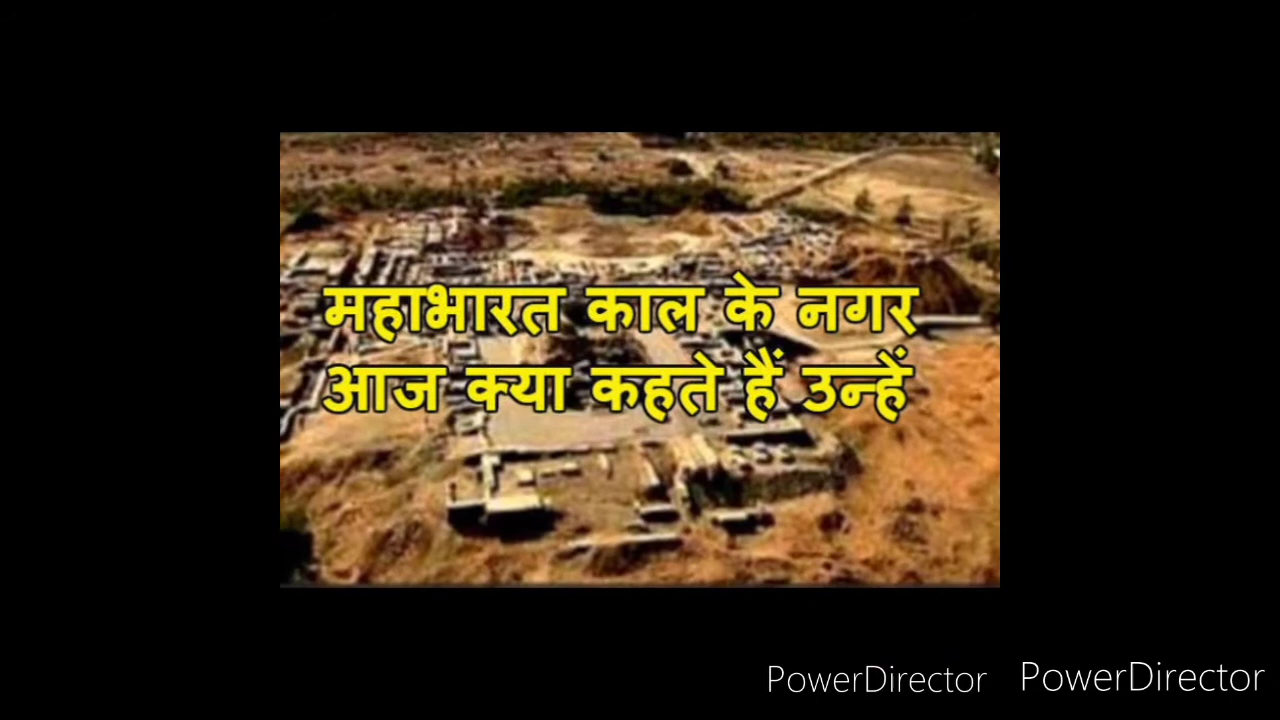 महाभारत काल के नगर
आज क्या कहते हैं उन्हें
PowerDirector PowerDirector